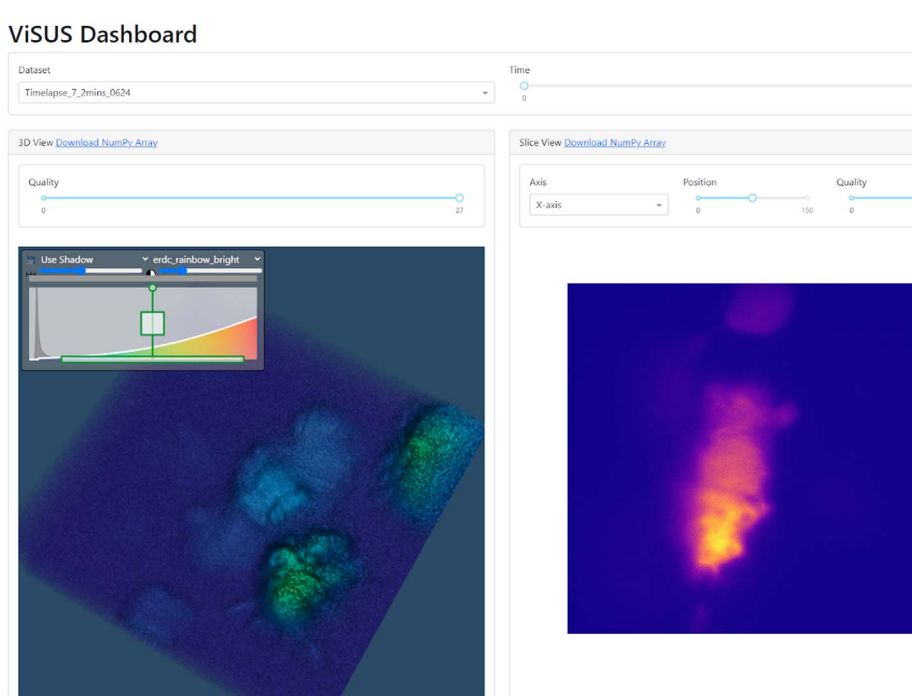 ViSUS Dashboard
Dataset
Time
Timelapse_7_2mins_0624
0
3D View Download NumPy Array
Slice View Download NumPy Array
Quality
0
27
Axis
Position
Quality
X-axis
0
150
0
Use Shadow
erdc_rainbow_bright